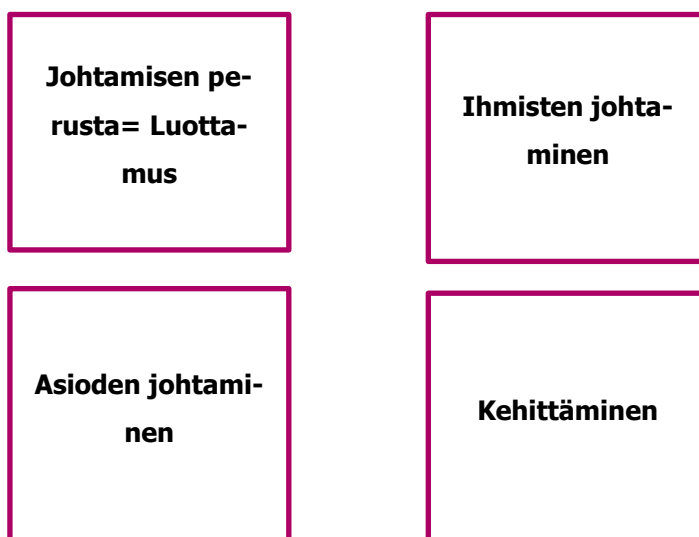 Johtamisen pe-
rusta= Luotta-
mus
Ihmisten johta-
minen
Asioden johtami-
nen
Kehittäminen